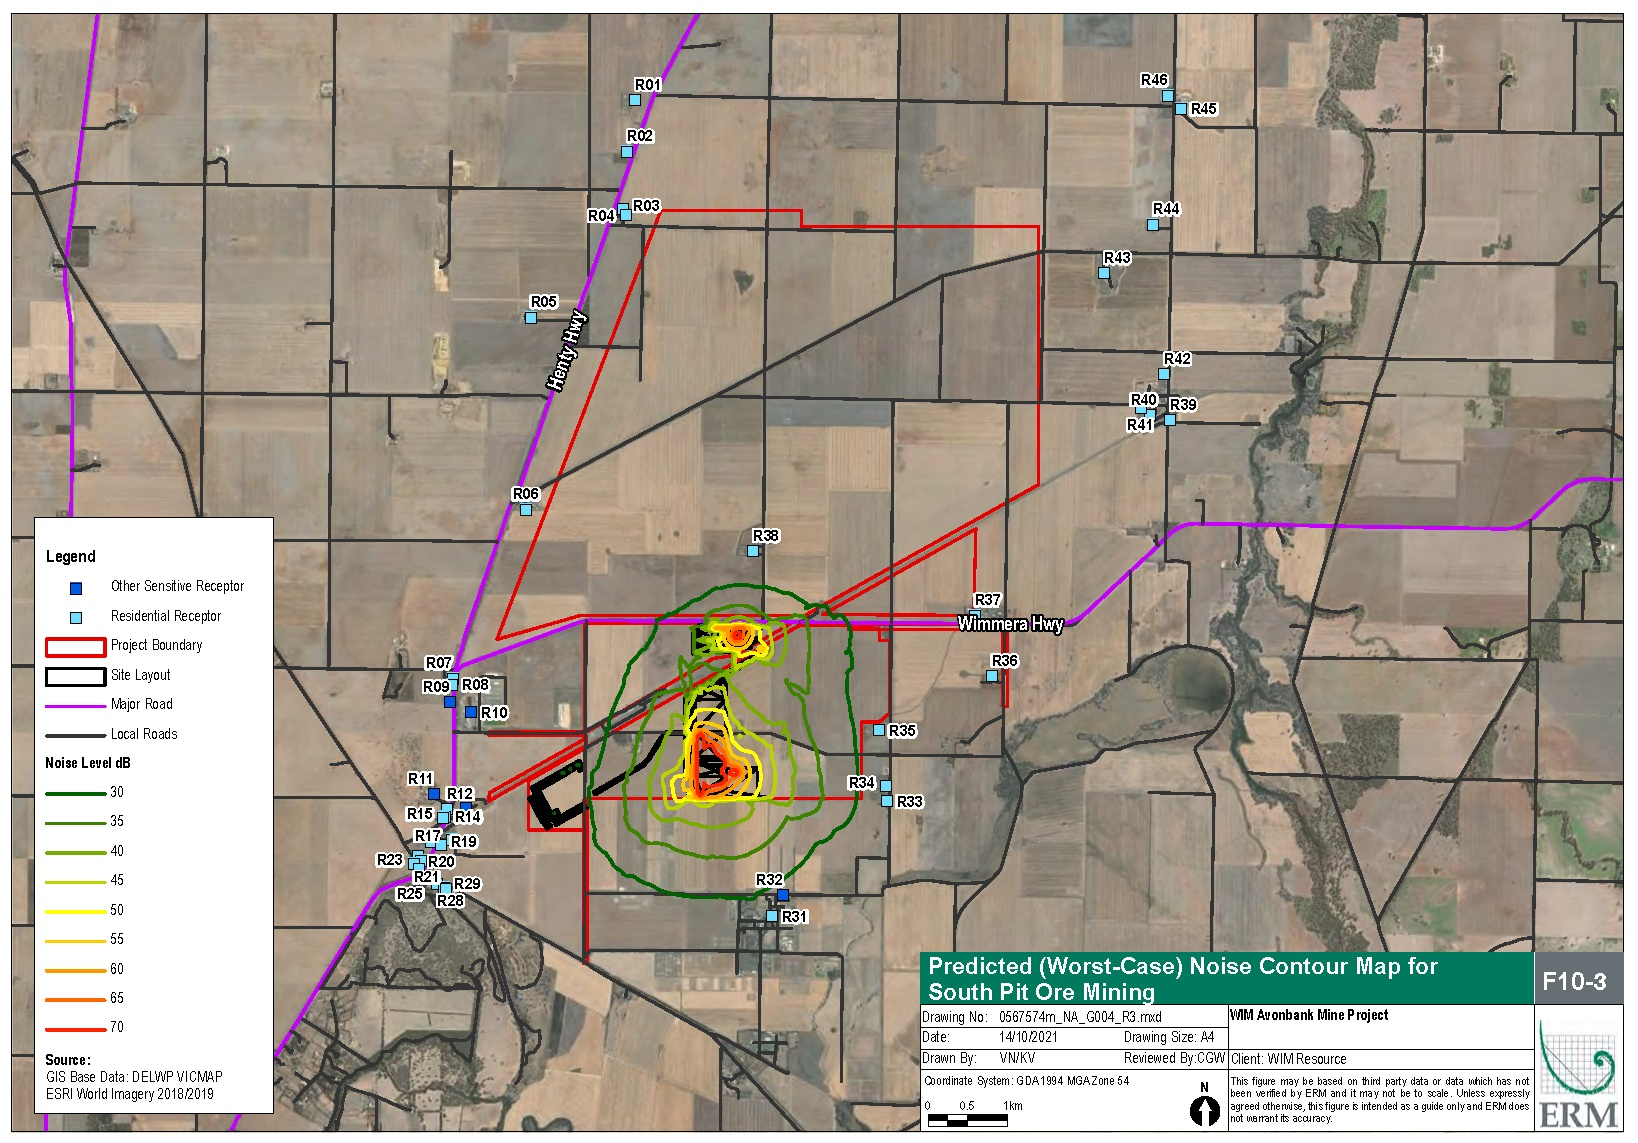 R01
R02
R03
R04
R05
R06
R07
R08
R09
R10
R11
R12
R14
R15
R17
R19
R20
R21
R23
R25
R28
R29
R31
R32
R33
R34
R35
R36
R37
R38
R39
R40
R41
R42
R43
R44
R45
R46
Henty Hwy
Wimmera Hwy
Legend
Other Sensitive Receptor
Residential Receptor
Project Boundary
Site Layout
Major Road
Local Roads
Noise Level dB
30
35
40
45
50
55
60
65
70
Source:
GIS Base Data: DELWP VICMAP
ESRI World Imagery 2018/2019
Predicted (Worst-Case) Noise Contour Map for
South Pit Ore Mining
F10-3
Drawing No: 0567574m_NA_G004_R3.mxd
Date: 14/10/2021 Drawing Size: A4
Drawn By: VN/KV Reviewed By:CGW
Coordinate System: GDA1994 MGAZone 54
0 0.5 1km
N
WIM Avonbank Mine Project
Client: WIM Resource
This figure may be based on third party data or data which has not
been verified by ERM and it may not be to scale. Unless expressly
agreed otherwise, this figure is intended as a guide only and ERM does
not warrant its accuracy.
ERM